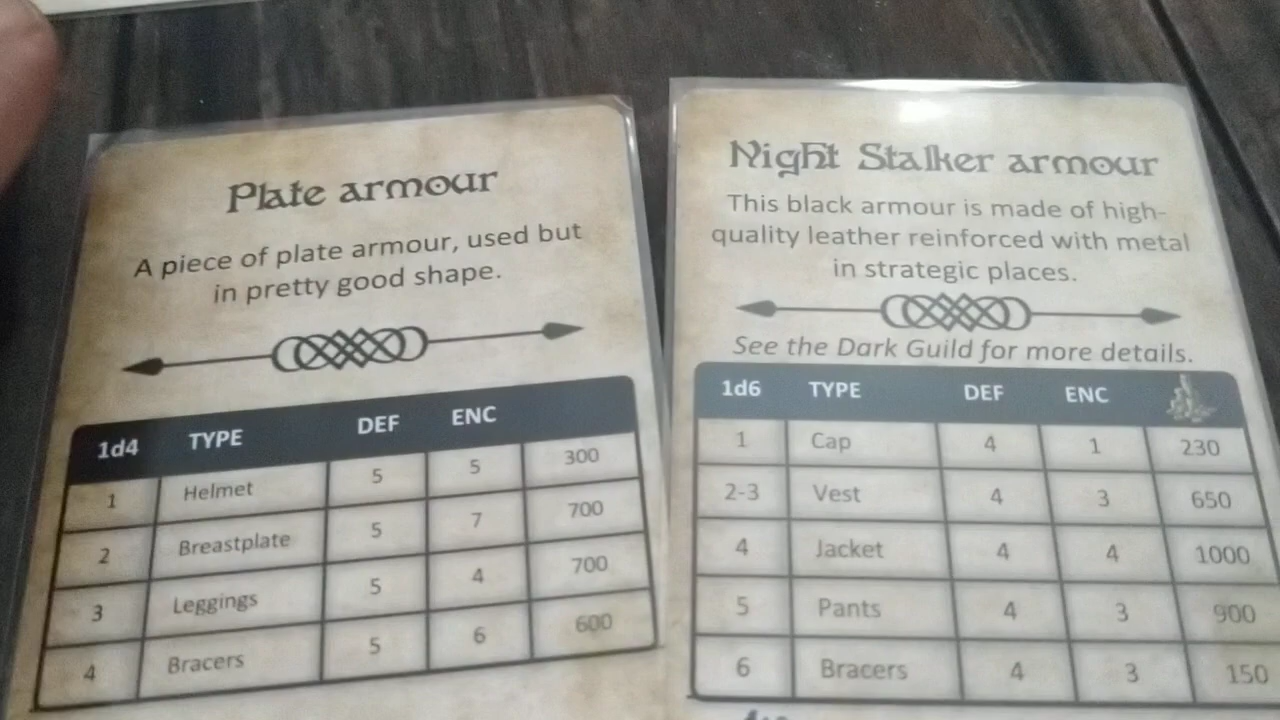 Plate armour
A piece of plate armour, used but
in pretty good shape.
1d4 TYPE DEF ENC
1 Helmet 5 5 300
2 Breastplate 5 7 700
3 Leggings 5 4 700
4 Bracers 5 6 600
Night Stalker armour
This black armour is made of high-
quality leather reinforced with metal
in strategic places.
See the Dark Guild for more details.
1d6 TYPE DEF ENC
1 Cap 4 1 230
2-3 Vest 4 3 650
4 Jacket 4 4 1000
5 Pants 4 3 900
6 Bracers 4 3 150